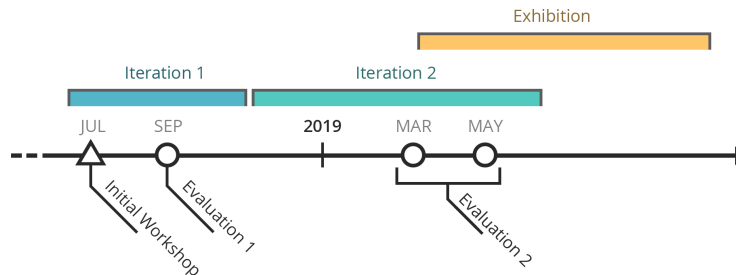 Exhibition
Iteration 1
Iteration 2
JUL
SEP
2019
MAR
MAY
Initial Workshop
Evaluation 1
Evaluation 2